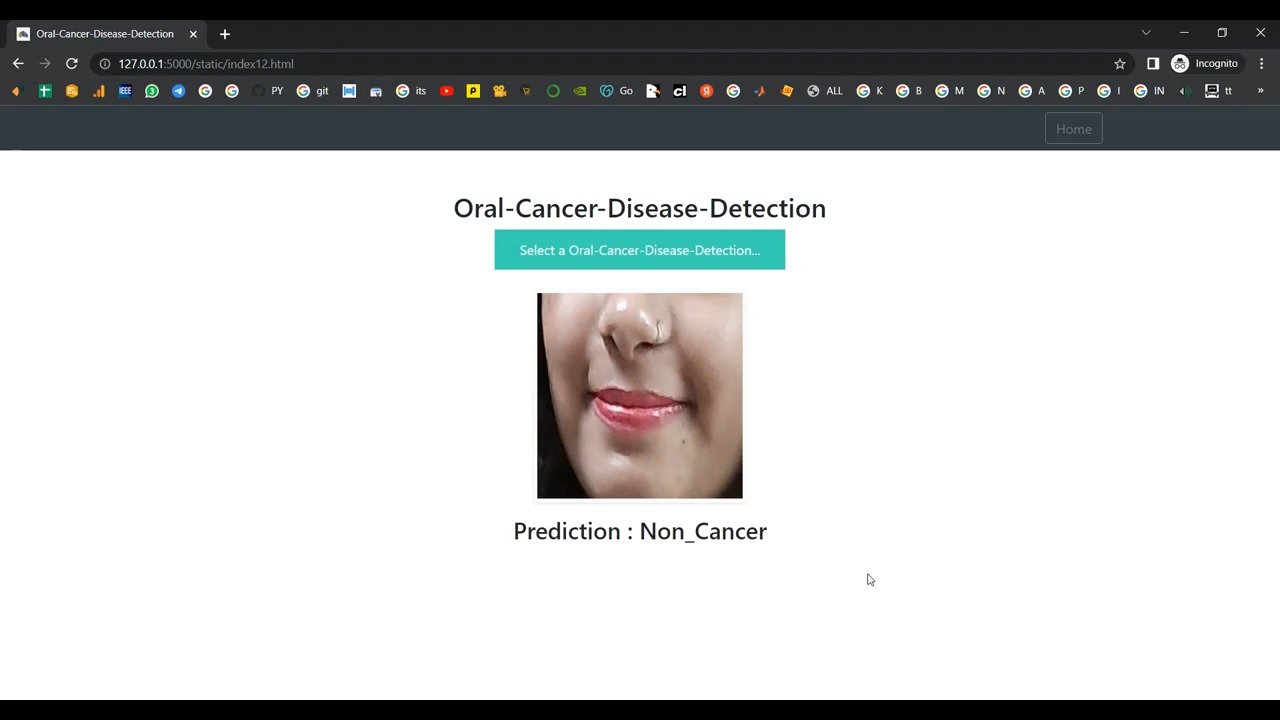 Oral-Cancer-Disease-Detection
127.0.0.1:5000/static/index12.html
Incognito
PY
git
its
Go
ALL
K
B
M
N
A
P
I
IN
tt
»
Home
Oral-Cancer-Disease-Detection
Select a Oral-Cancer-Disease-Detection...
Prediction : Non_Cancer